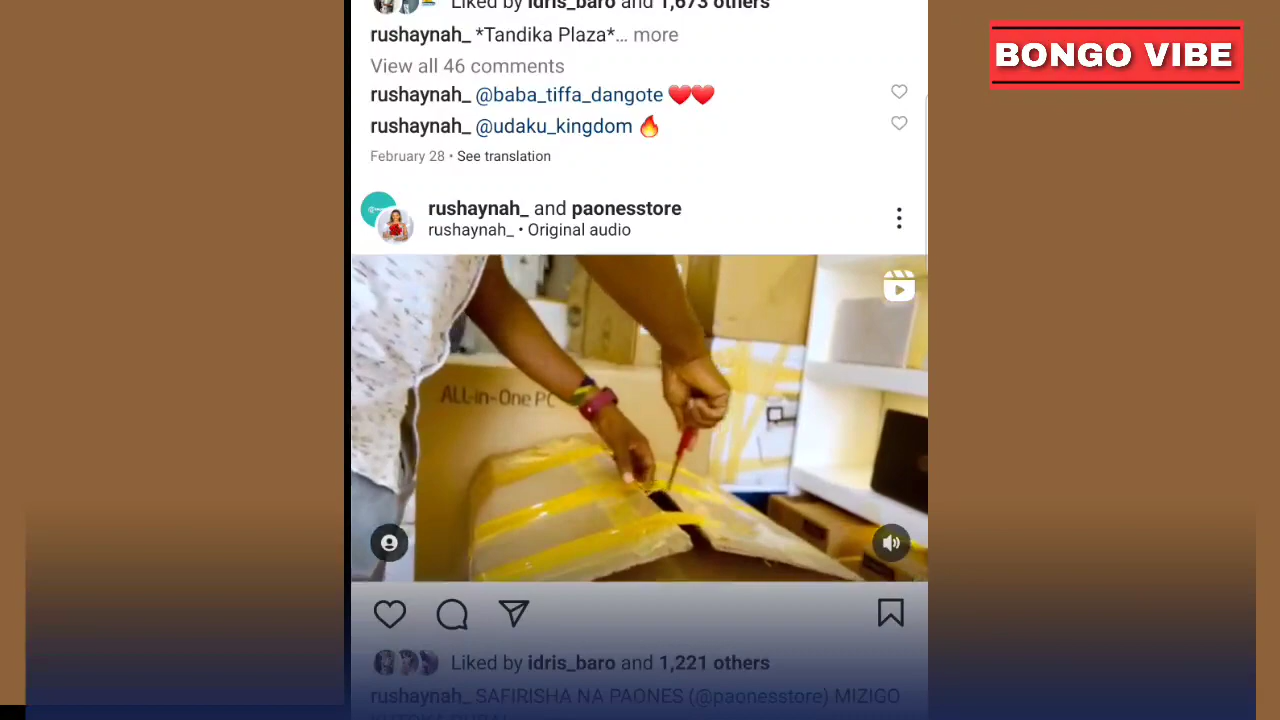 Liked by idris_baro and 1,673 others
rushaynah_ *Tandika Plaza*... more
View all 46 comments
rushaynah_ @baba_tiffa_dangote ❤️❤️
rushaynah_ @udaku_kingdom 🔥
February 28 • See translation
rushaynah_ and paonesstore
rushaynah_ • Original audio
ALL-in-One PC
Liked by idris_baro and 1,221 others
rushaynah_ SAFIRISHA NA PAONES (@paonesstore) MIZIGO
BONGO VIBE